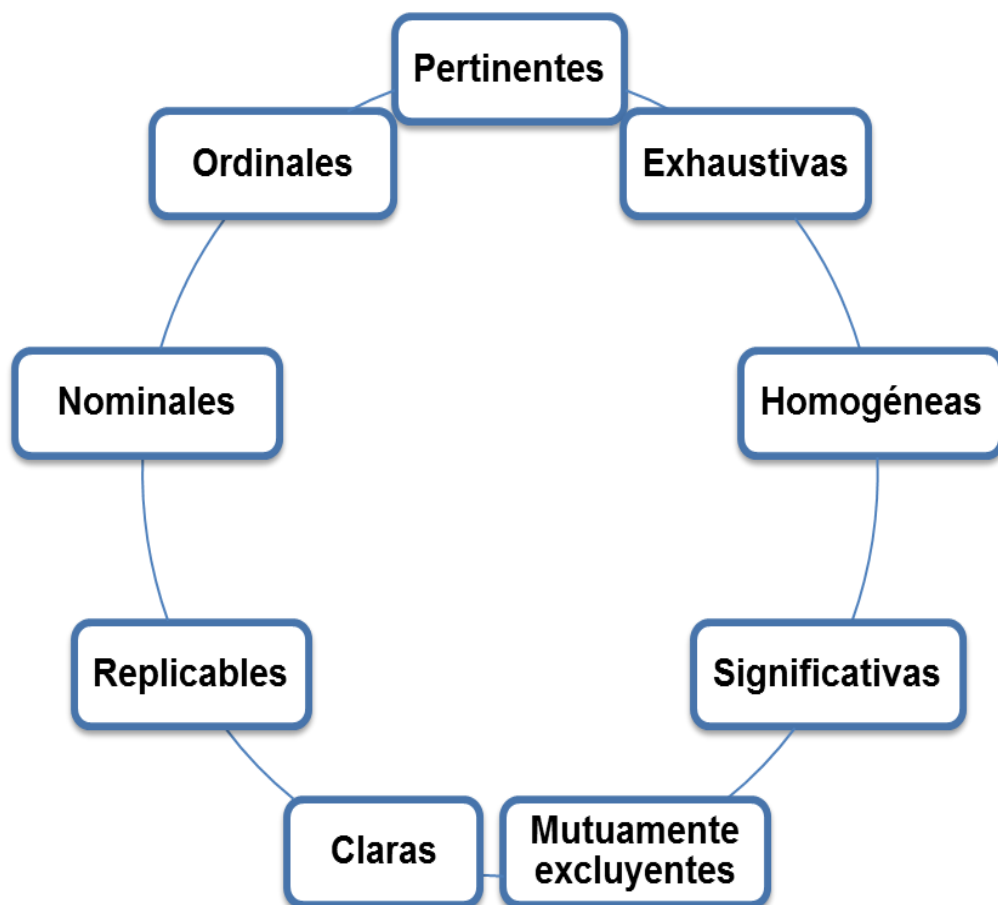 Pertinentes
Exhaustivas
Homogéneas
Significativas
Mutuamente
excluyentes
Claras
Replicables
Nominales
Ordinales